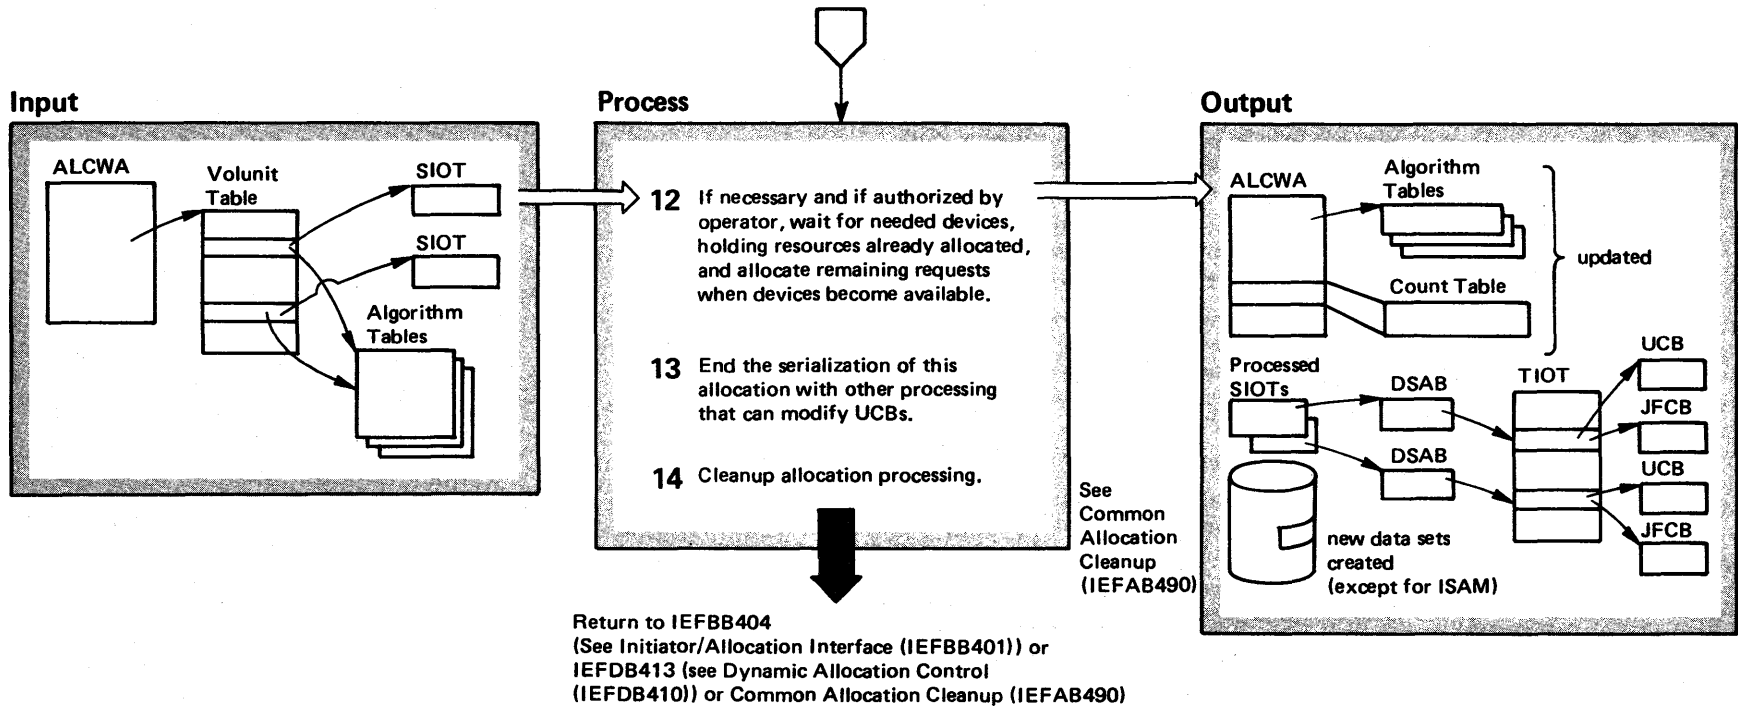 Input
ALCWA
Volunit
Table
SIOT
SIOT
Algorithm
Tables
Process
12 If necessary and if authorized by
operator, wait for needed devices,
holding resources already allocated,
and allocate remaining requests
when devices become available.
13 End the serialization of this
allocation with other processing
that can modify UCBs.
14 Cleanup allocation processing.
See
Common
Allocation
Cleanup
(IEFAB490)
Return to IEFBB404
(See Initiator/Allocation Interface (IEFBB401)) or
IEFDB413 (see Dynamic Allocation Control
(IEFDB410)) or Common Allocation Cleanup (IEFAB490)
Output
ALCWA
Algorithm
Tables
Count Table
updated
Processed
SIOTs
DSAB
DSAB
TIOT
UCB
JFCB
UCB
JFCB
new data sets
created
(except for ISAM)